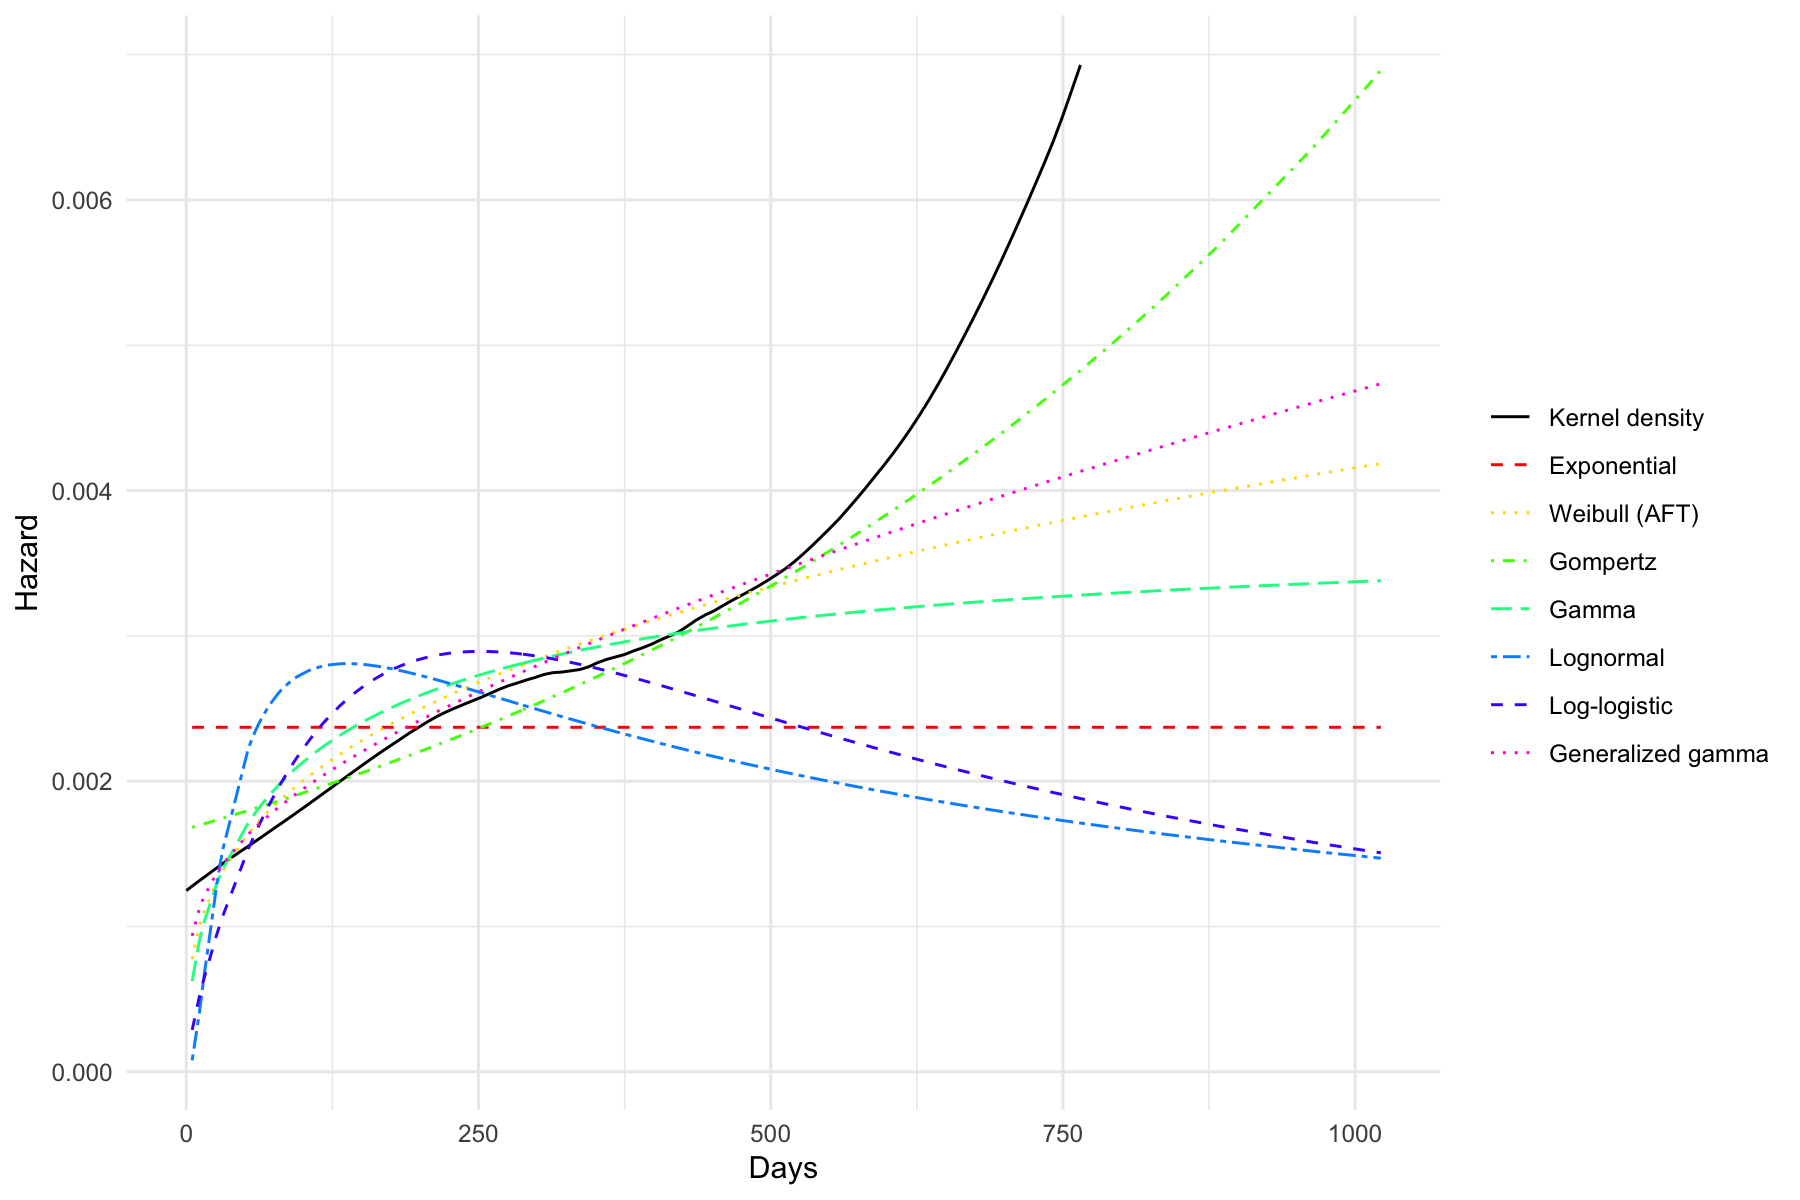 Hazard
0.006
0.004
0.002
0.000
0
250
500
750
1000
Days
Kernel density
Exponential
Weibull (AFT)
Gompertz
Gamma
Lognormal
Log-logistic
Generalized gamma